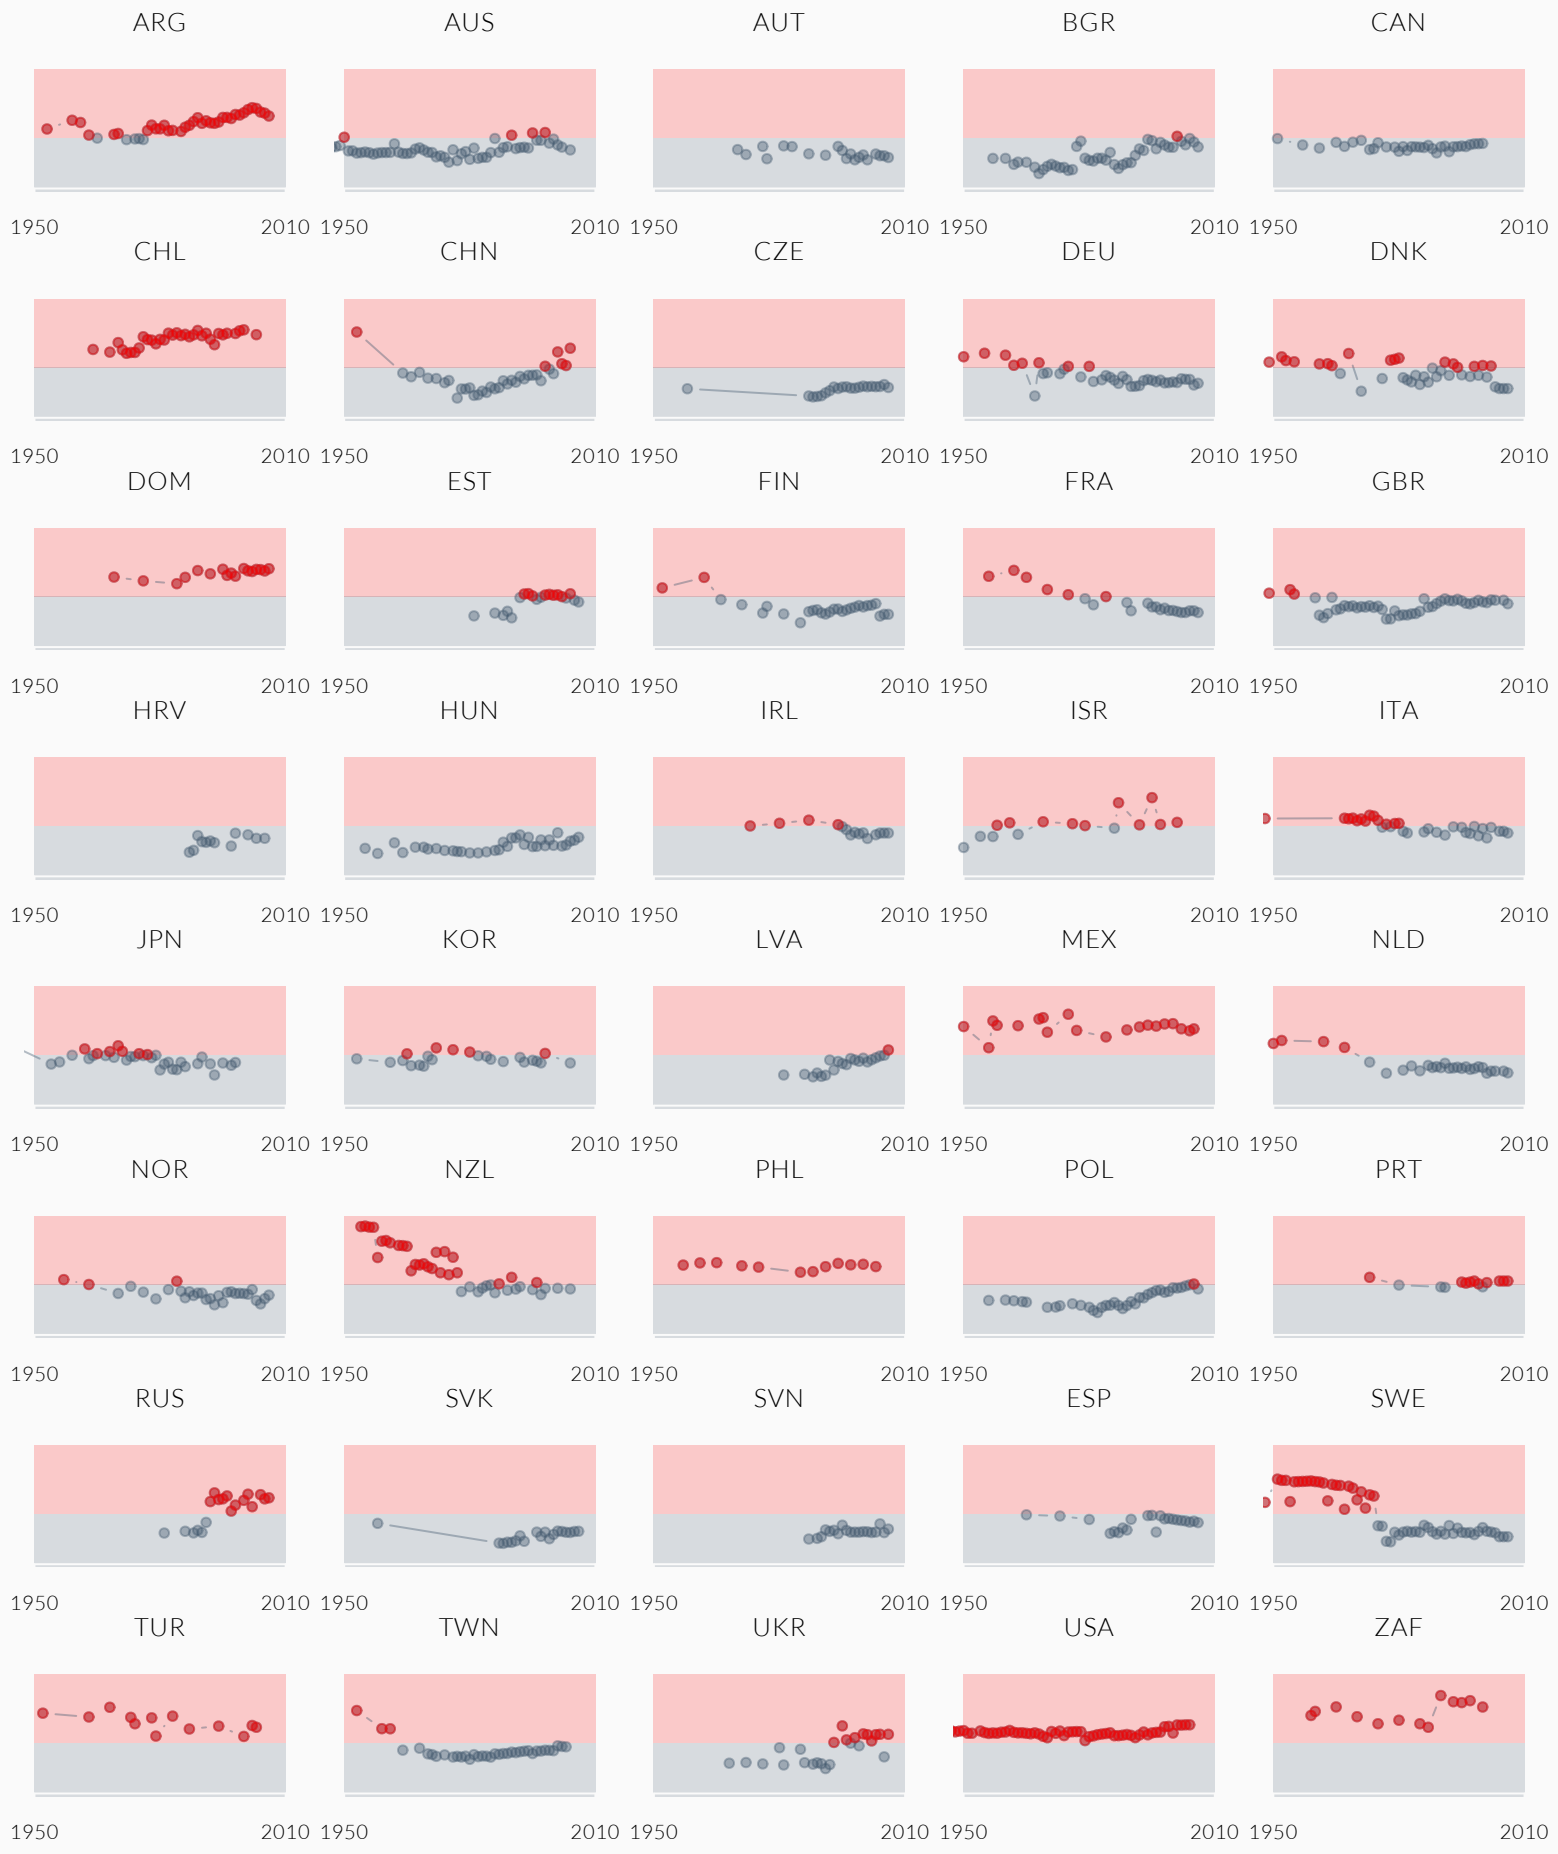 ARG AUS AUT BGR CAN
1950 2010 1950 2010 1950 2010 1950 2010 1950 2010
CHL CHN CZE DEU DNK
1950 2010 1950 2010 1950 2010 1950 2010 1950 2010
DOM EST FIN FRA GBR
1950 2010 1950 2010 1950 2010 1950 2010 1950 2010
HRV HUN IRL ISR ITA
1950 2010 1950 2010 1950 2010 1950 2010 1950 2010
JPN KOR LVA MEX NLD
1950 2010 1950 2010 1950 2010 1950 2010 1950 2010
NOR NZL PHL POL PRT
1950 2010 1950 2010 1950 2010 1950 2010 1950 2010
RUS SVK SVN ESP SWE
1950 2010 1950 2010 1950 2010 1950 2010 1950 2010
TUR TWN UKR USA ZAF
1950 2010 1950 2010 1950 2010 1950 2010 1950 2010